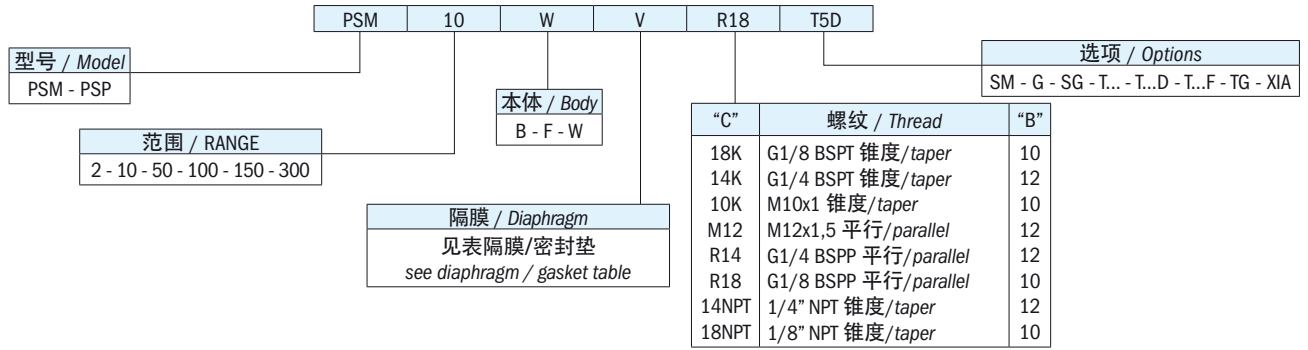 PSM 10 W V R18 T5D
型号 / Model
PSM - PSP
范围 / RANGE
2 - 10 - 50 - 100 - 150 - 300
本体 / Body
B - F - W
隔膜 / Diaphragm
见表隔膜/密封垫
see diaphragm / gasket table
选项 / Options
SM - G - SG - T... - T...D - T...F - TG - XIA
“C” 螺纹 / Thread “B”
18K G1/8 BSPT 锥度/taper 10
14K G1/4 BSPT 锥度/taper 12
10K M10x1 锥度/taper 10
M12 M12x1,5 平行/parallel 12
R14 G1/4 BSPP 平行/parallel 12
R18 G1/8 BSPP 平行/parallel 10
14NPT 1/4” NPT 锥度/taper 12
18NPT 1/8” NPT 锥度/taper 10